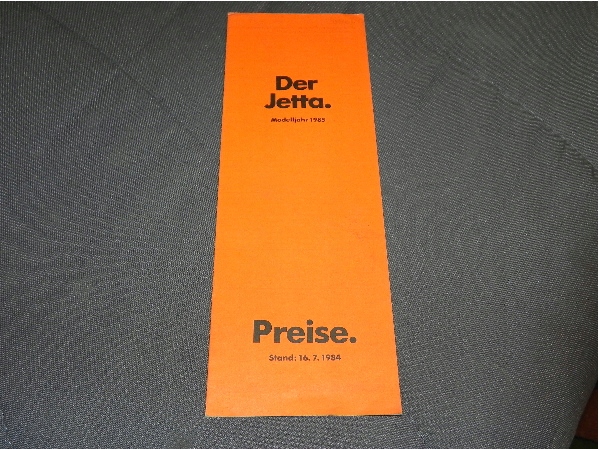 Der
Jetta.
Modelljahr 1985
Preise.
Stand: 16. 7. 1984